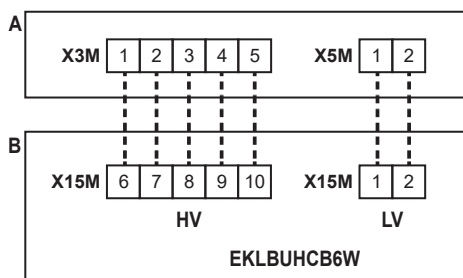 A
X3M 1 2 3 4 5 X5M 1 2
B
X15M 6 7 8 9 10 X15M 1 2
HV LV
EKLBUHCB6W